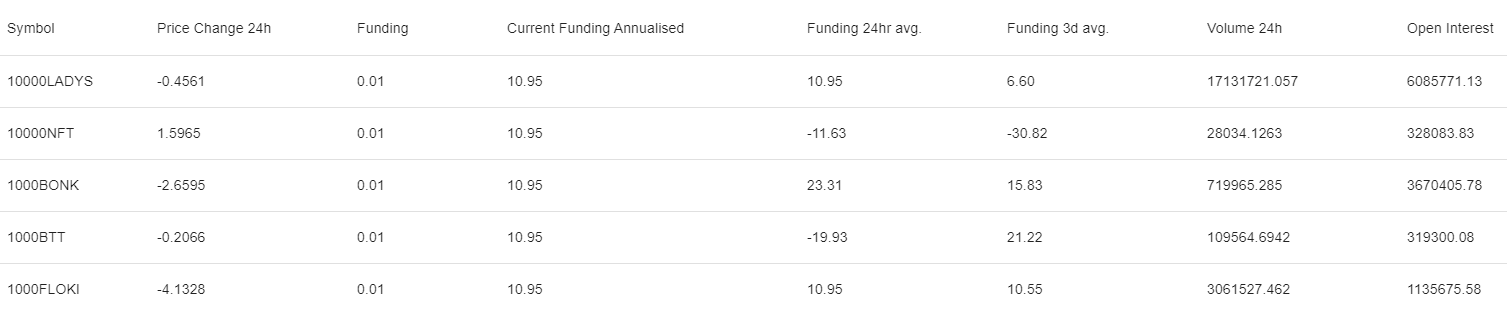 Symbol Price Change 24h Funding Current Funding Annualised Funding 24hr avg. Funding 3d avg. Volume 24h Open Interest
10000LADYS -0.4561 0.01 10.95 10.95 6.60 17131721.057 6085771.13
10000NFT 1.5965 0.01 10.95 -11.63 -30.82 28034.1263 328083.83
1000BONK -2.6595 0.01 10.95 23.31 15.83 719965.285 3670405.78
1000BTT -0.2066 0.01 10.95 -19.93 21.22 109564.6942 319300.08
1000FLOKI -4.1328 0.01 10.95 10.95 10.55 3061527.462 1135675.58